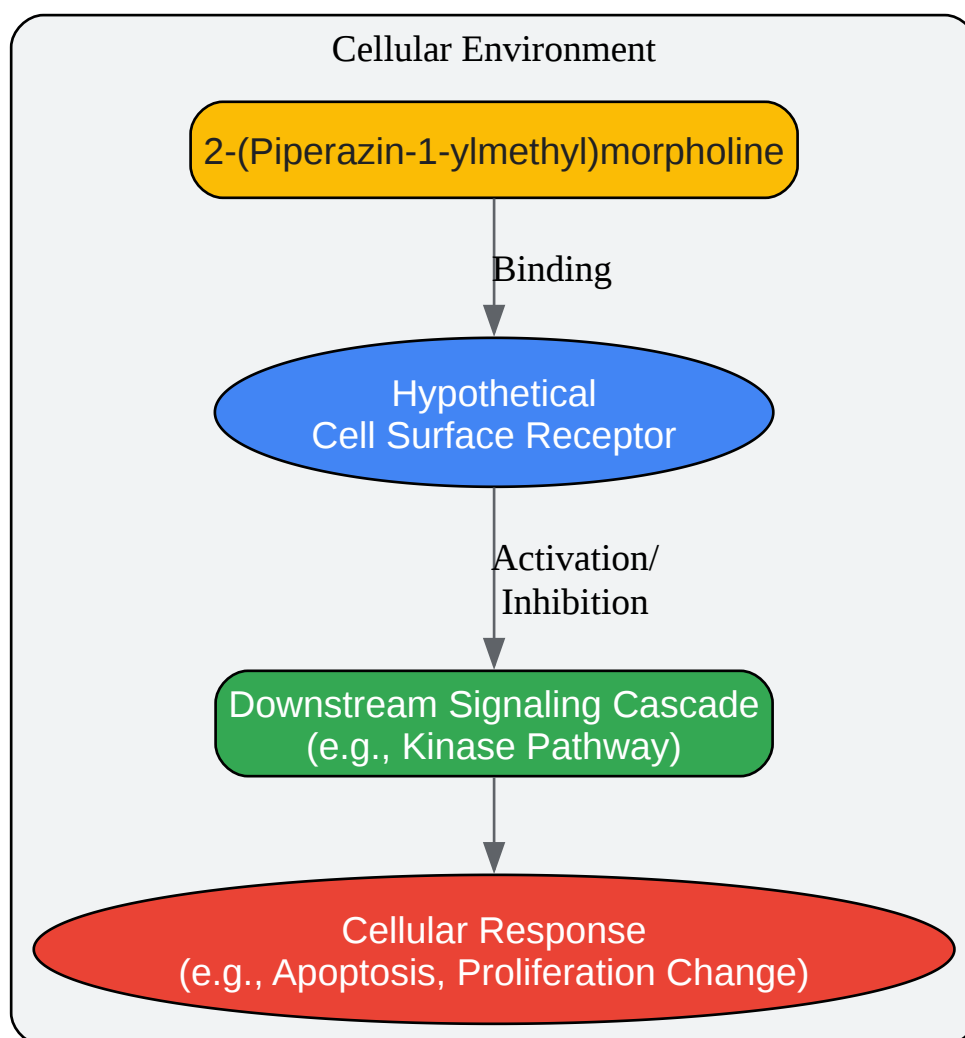 Cellular Environment
2-(Piperazin-1-ylmethyl)morpholine
Binding
Hypothetical
Cell Surface Receptor
Activation/
Inhibition
Downstream Signaling Cascade
(e.g., Kinase Pathway)
Cellular Response
(e.g., Apoptosis, Proliferation Change)